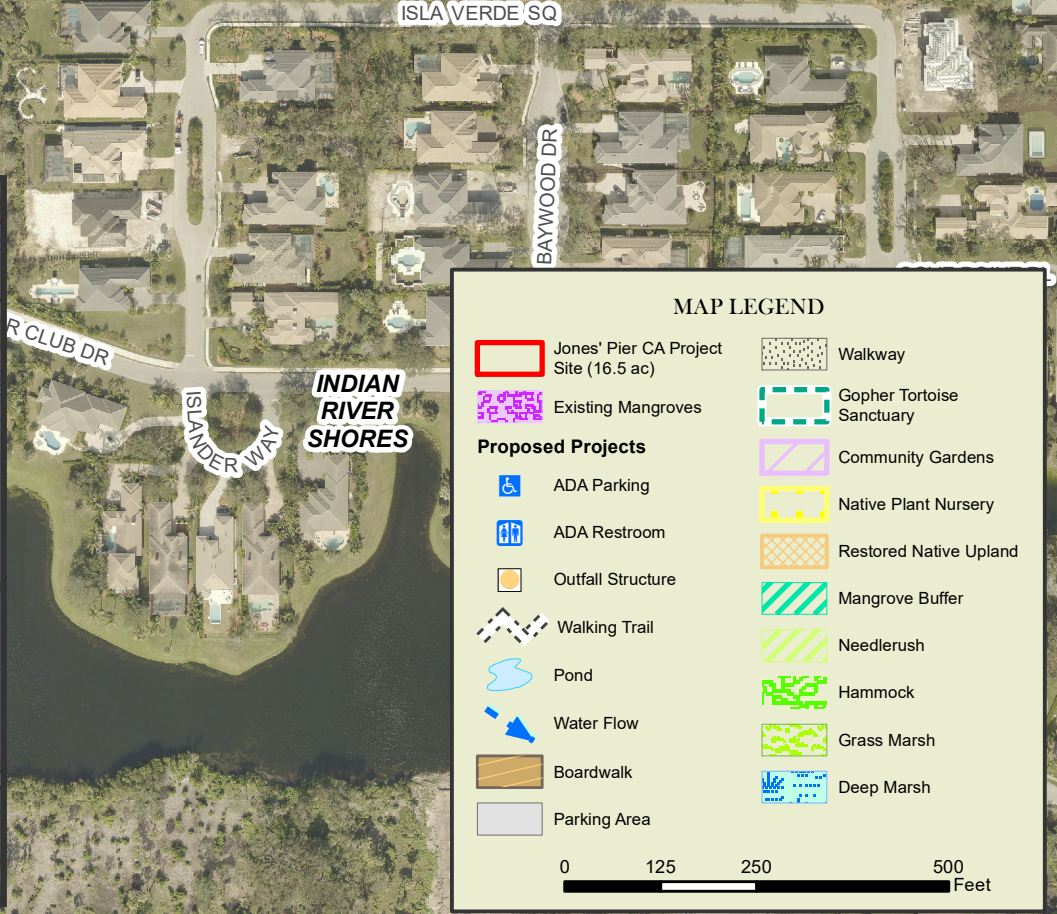 ISLA VERDE SQ
BAYWOOD DR
R CLUB DR
ISLANDER WAY
INDIAN
RIVER
SHORES
MAP LEGEND
Jones' Pier CA Project
Site (16.5 ac)
Existing Mangroves
Proposed Projects
ADA Parking
ADA Restroom
Outfall Structure
Walking Trail
Pond
Water Flow
Boardwalk
Parking Area
Walkway
Gopher Tortoise
Sanctuary
Community Gardens
Native Plant Nursery
Restored Native Upland
Mangrove Buffer
Needlerush
Hammock
Grass Marsh
Deep Marsh
0 125 250 500
Feet